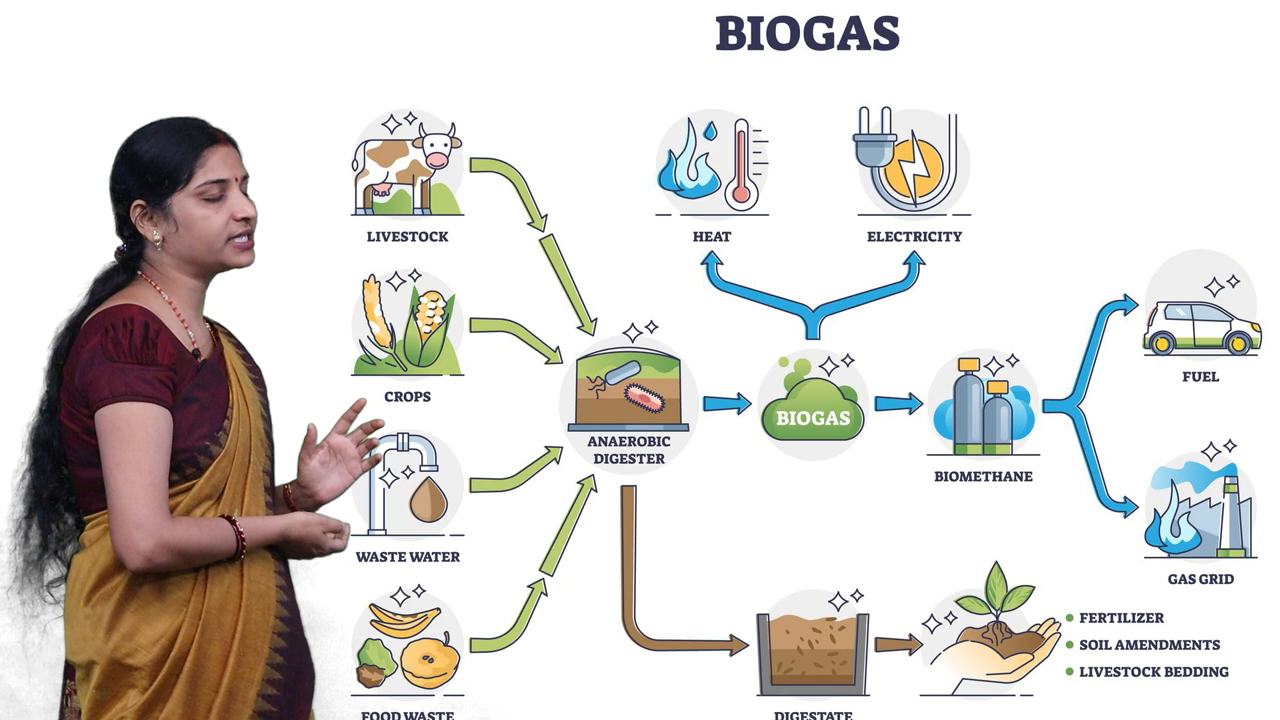 BIOGAS
LIVESTOCK
HEAT
ELECTRICITY
CROPS
FUEL
ANAEROBIC
DIGESTER
BIOGAS
BIOMETHANE
WASTE WATER
GAS GRID
FERTILIZER
SOIL AMENDMENTS
LIVESTOCK BEDDING
FOOD WASTE
DIGESTATE